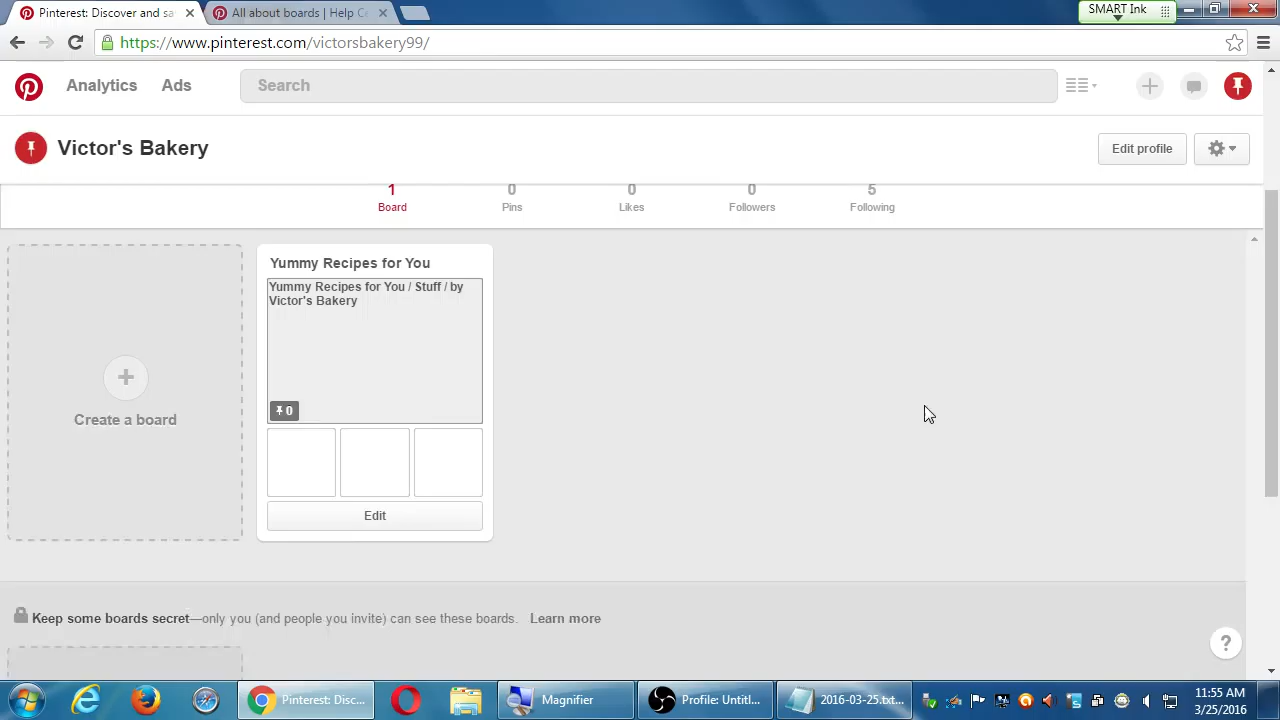 Pinterest: Discover and sa
All about boards | Help Ce
SMART Ink
https://www.pinterest.com/victorsbakery99/
Analytics
Ads
Search
Victor's Bakery
Edit profile
1
0
0
0
5
Board
Pins
Likes
Followers
Following
Create a board
Yummy Recipes for You
Yummy Recipes for You / Stuff / by
Victor's Bakery
0
Edit
Keep some boards secret—only you (and people you invite) can see these boards. Learn more
?
Pinterest: Disc...
Magnifier
Profile: Untitl...
2016-03-25.txt...
11:55 AM
3/25/2016